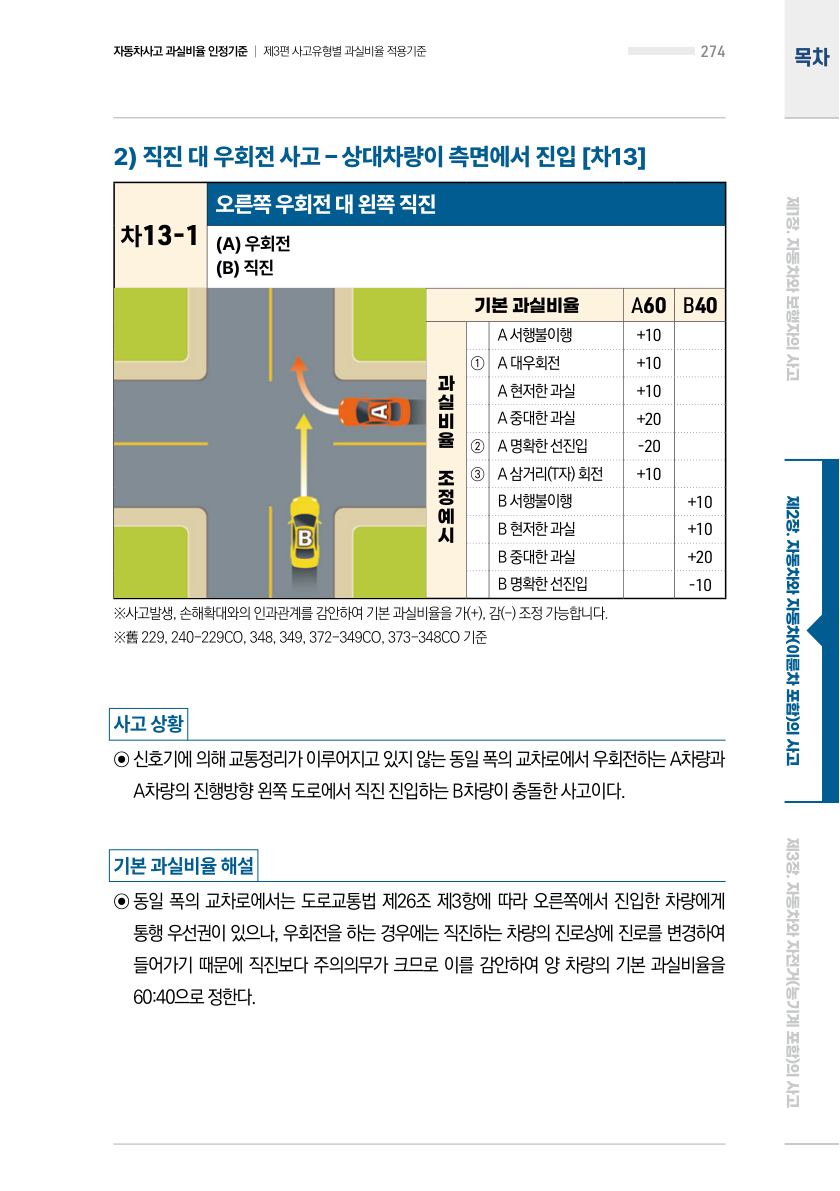 자동차사고 과실비율 인정기준 | 제3편 사고유형별 과실비율 적용기준
274
목차
2) 직진 대 우회전 사고 – 상대차량이 측면에서 진입 [차13]
차13-1
오른쪽 우회전 대 왼쪽 직진
(A) 우회전
(B) 직진
A
B
기본 과실비율 A60 B40
과실비율 조정예시
A 서행불이행 +10
① A 대우회전 +10
A 현저한 과실 +10
A 중대한 과실 +20
② A 명확한 선진입 -20
③ A 삼거리(T자) 회전 +10
B 서행불이행 +10
B 현저한 과실 +10
B 중대한 과실 +20
B 명확한 선진입 -10
※사고발생, 손해확대와의 인과관계를 감안하여 기본 과실비율을 가(+), 감(-) 조정 가능합니다.
※舊 229, 240-229CO, 348, 349, 372-349CO, 373-348CO 기준
사고 상황
◉ 신호기에 의해 교통정리가 이루어지고 있지 않는 동일 폭의 교차로에서 우회전하는 A차량과
A차량의 진행방향 왼쪽 도로에서 직진 진입하는 B차량이 충돌한 사고이다.
기본 과실비율 해설
◉ 동일 폭의 교차로에서는 도로교통법 제26조 제3항에 따라 오른쪽에서 진입한 차량에게
통행 우선권이 있으나, 우회전을 하는 경우에는 직진하는 차량의 진로상에 진로를 변경하여
들어가기 때문에 직진보다 주의의무가 크므로 이를 감안하여 양 차량의 기본 과실비율을
60:40으로 정한다.
제1장. 자동차와 보행자의 사고
제2장. 자동차와 자동차(이륜차 포함)의 사고
제3장. 자동차와 자전거(농기계 포함)의 사고